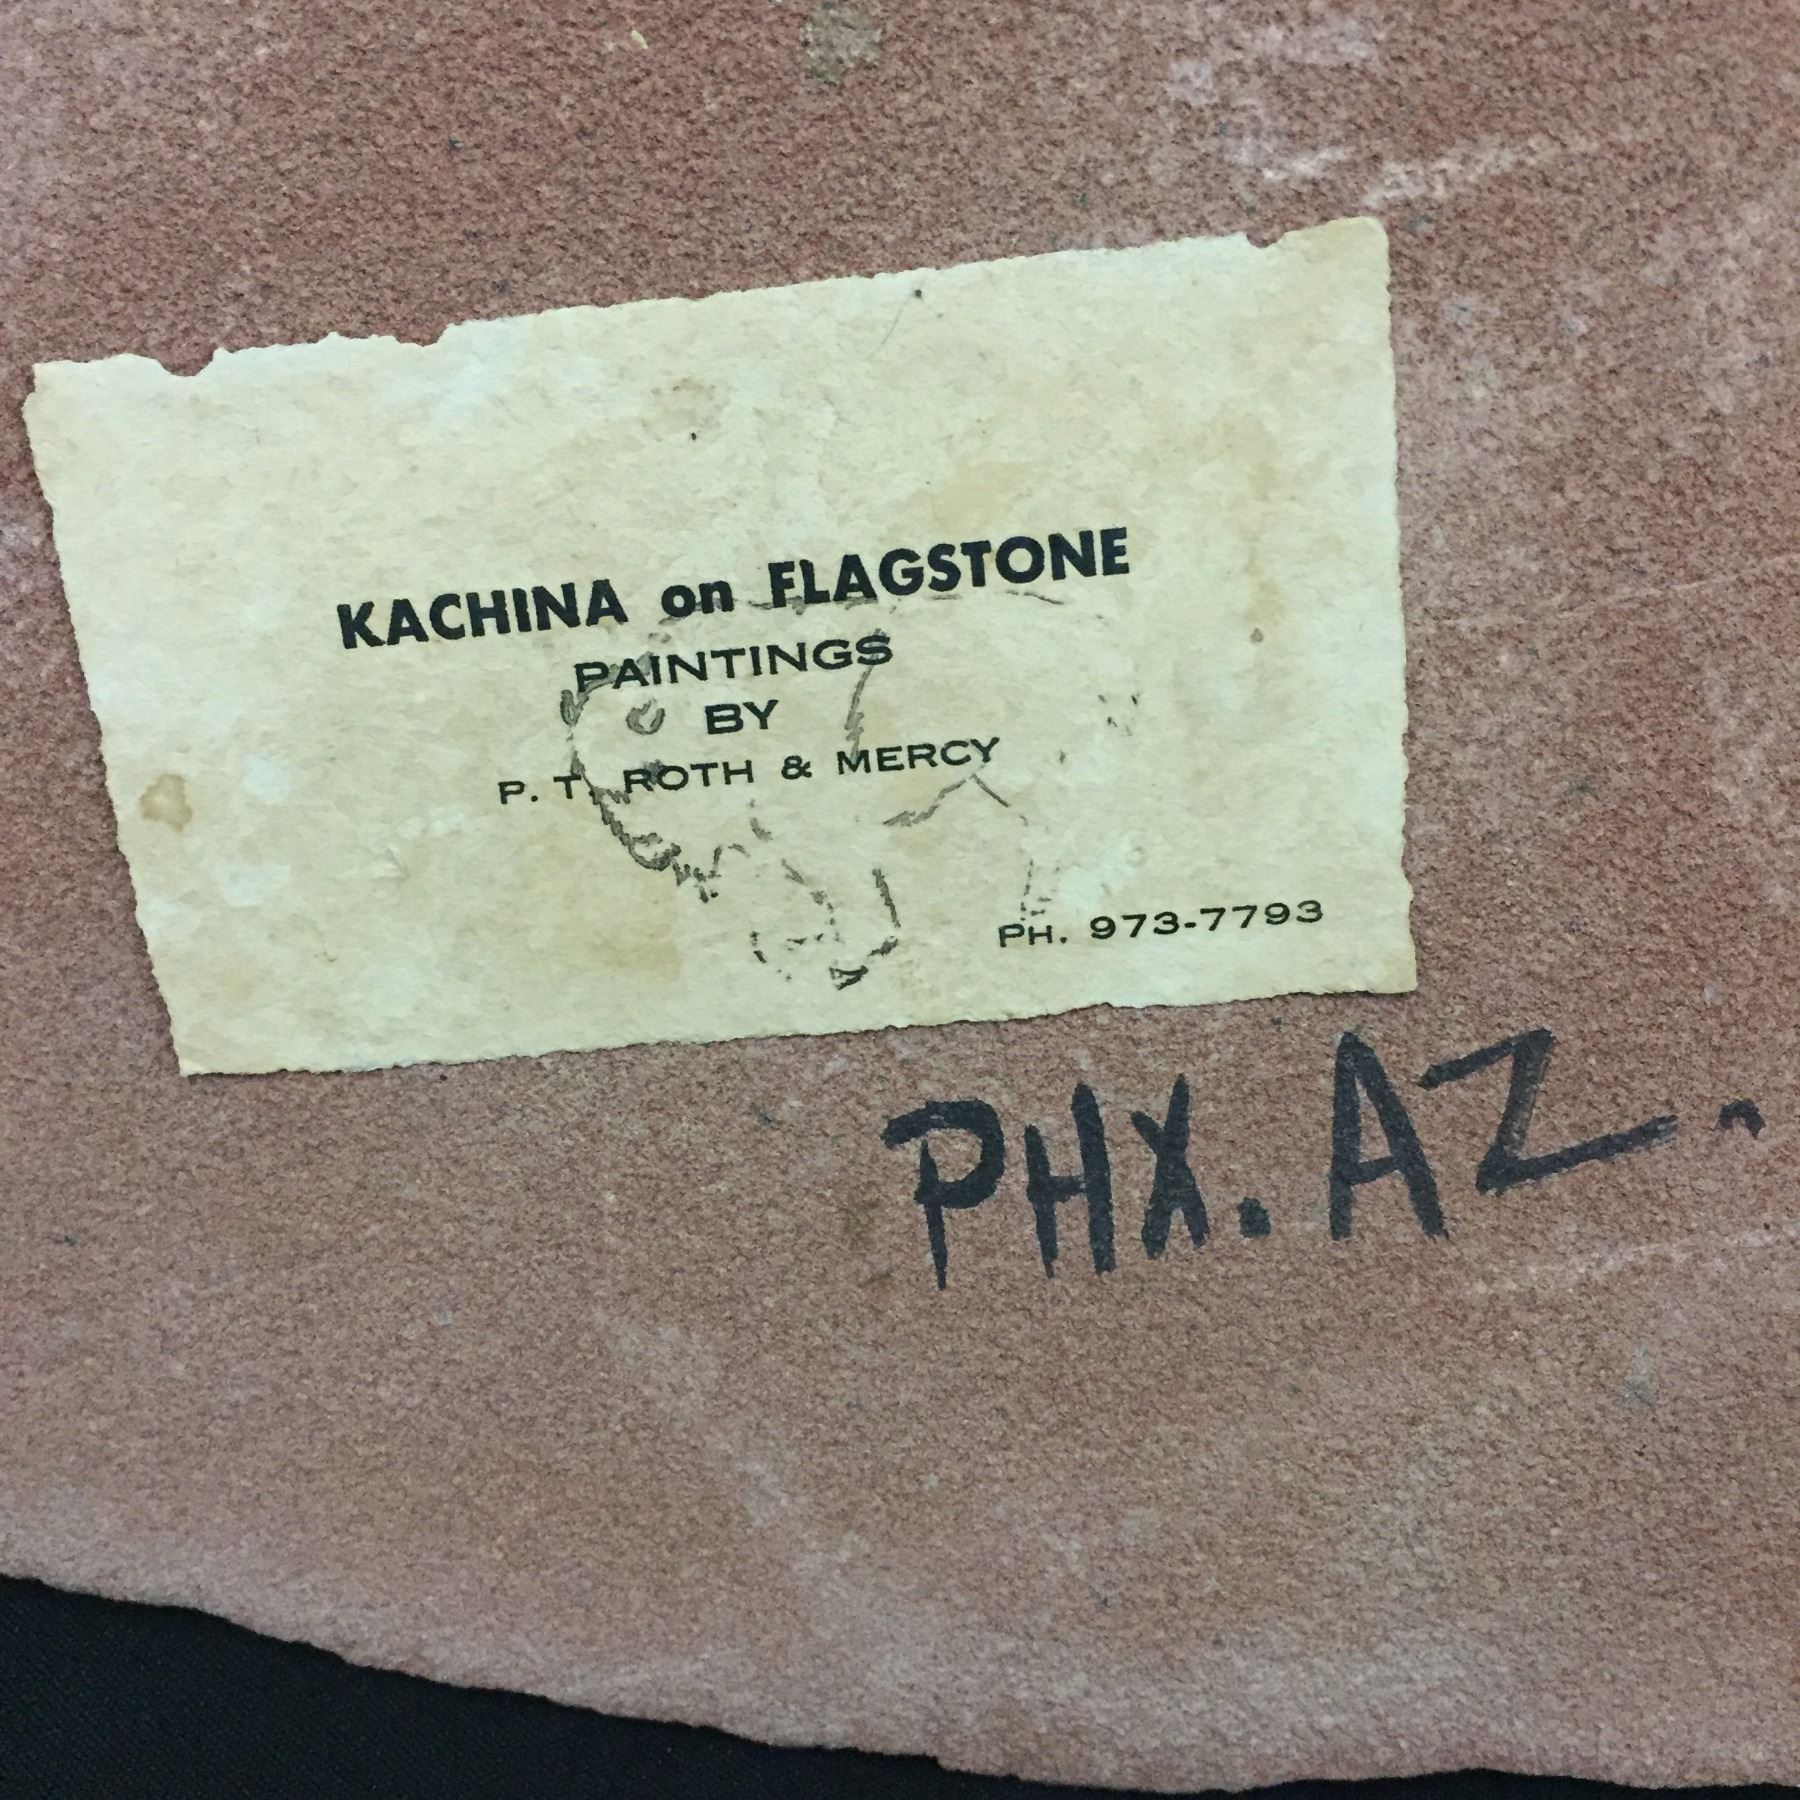 KACHINA on FLAGSTONE
PAINTINGS
BY
P. T. ROTH & MERCY
PH. 973-7793
PHX. AZ.